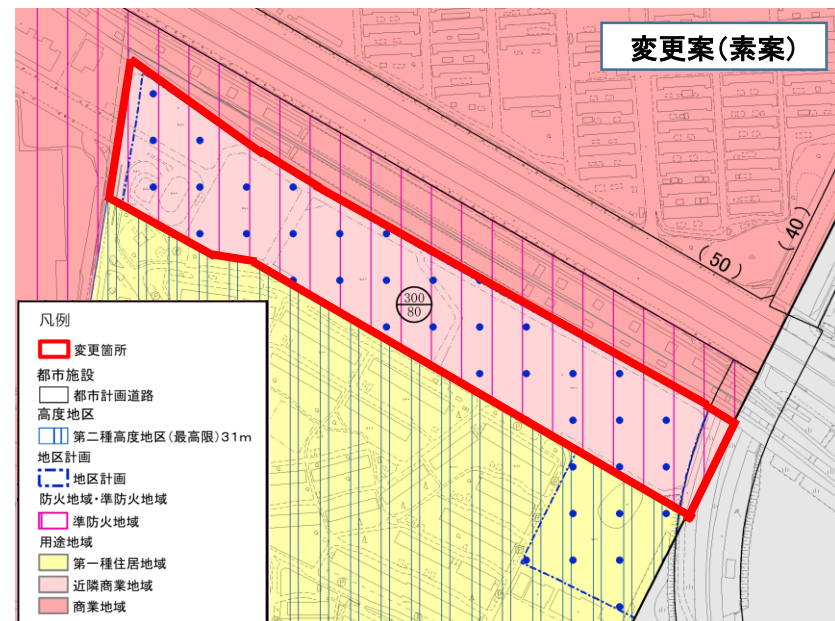 変更案(素案)
(40)
(50)
300
80
凡例
変更箇所
都市施設
都市計画道路
高度地区
第二種高度地区(最高限)31m
地区計画
地区計画
防火地域・準防火地域
準防火地域
用途地域
第一種住居地域
近隣商業地域
商業地域